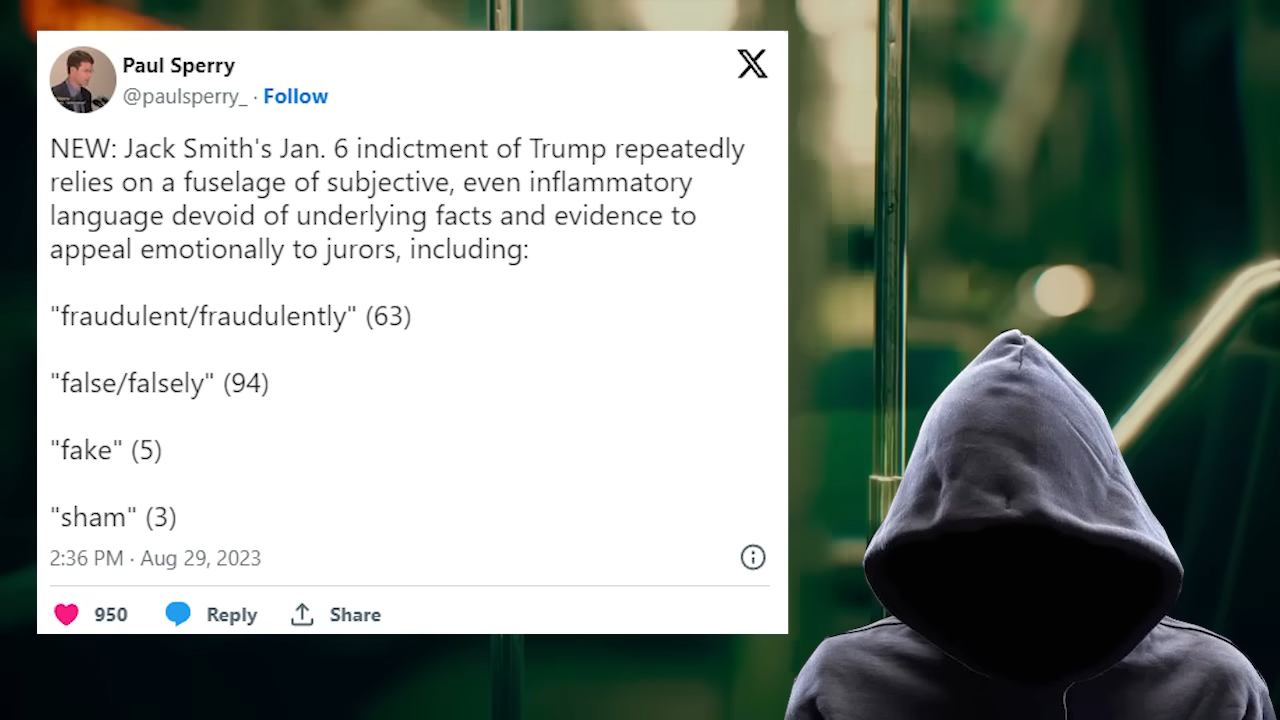 Paul Sperry
@paulsperry_ · Follow
NEW: Jack Smith's Jan. 6 indictment of Trump repeatedly
relies on a fuselage of subjective, even inflammatory
language devoid of underlying facts and evidence to
appeal emotionally to jurors, including:
"fraudulent/fraudulently" (63)
"false/falsely" (94)
"fake" (5)
"sham" (3)
2:36 PM · Aug 29, 2023
950 Reply Share